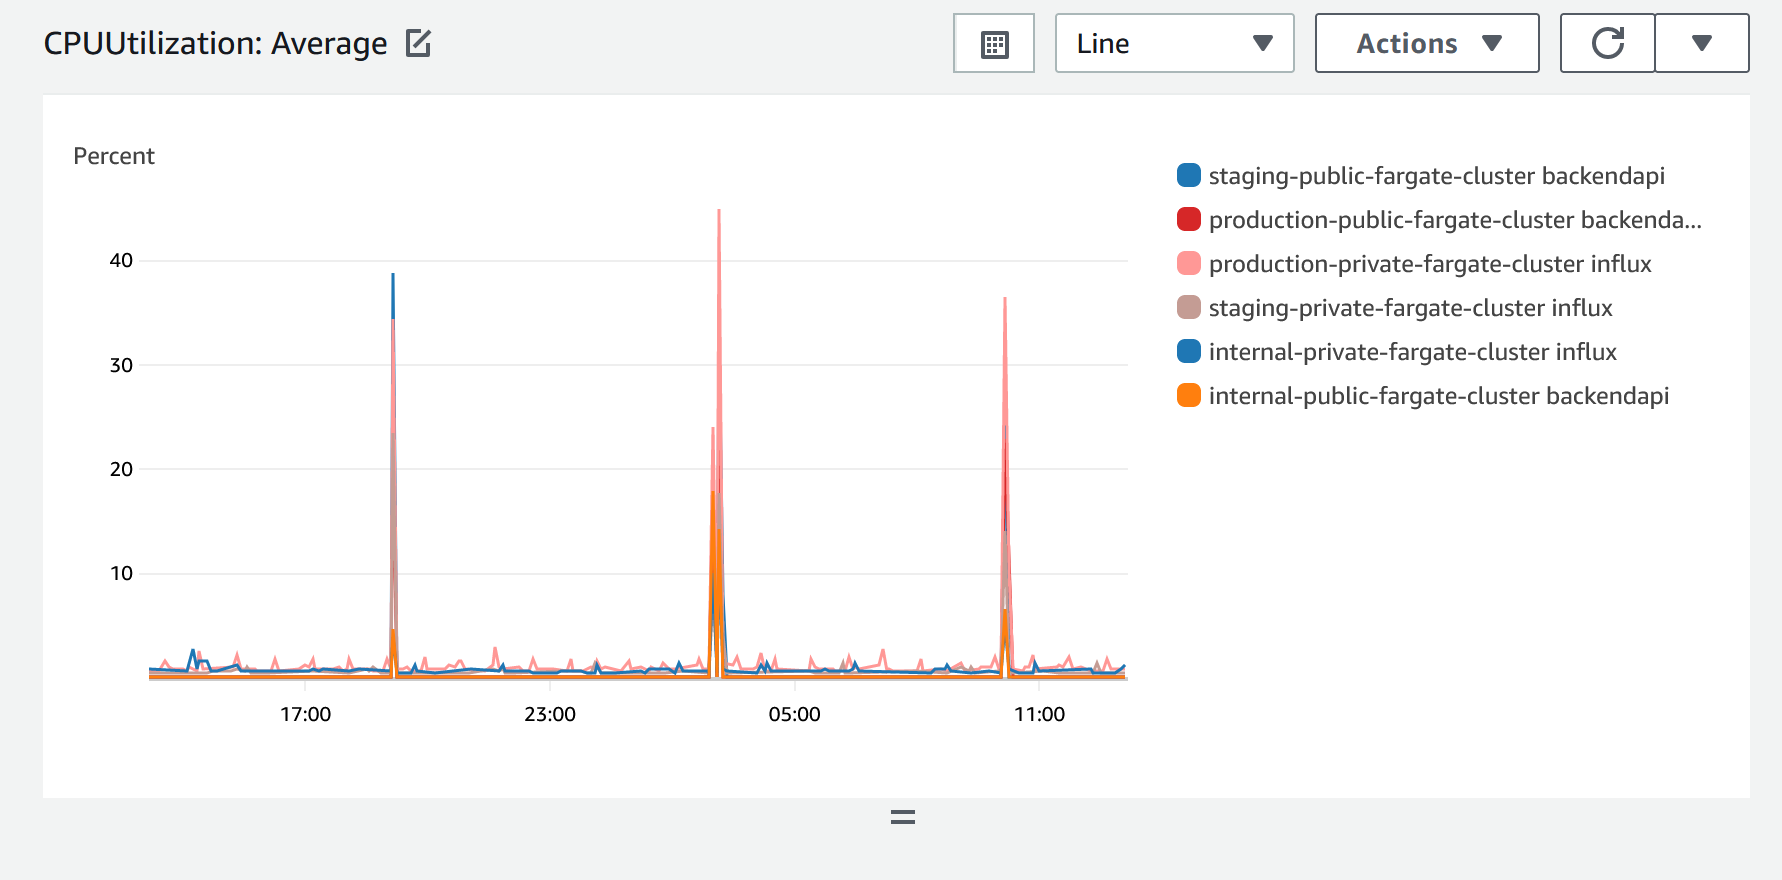 CPUUtilization: Average
Line
Actions
Percent
40
30
20
10
17:00
23:00
05:00
11:00
staging-public-fargate-cluster backendapi
production-public-fargate-cluster backenda...
production-private-fargate-cluster influx
staging-private-fargate-cluster influx
internal-private-fargate-cluster influx
internal-public-fargate-cluster backendapi